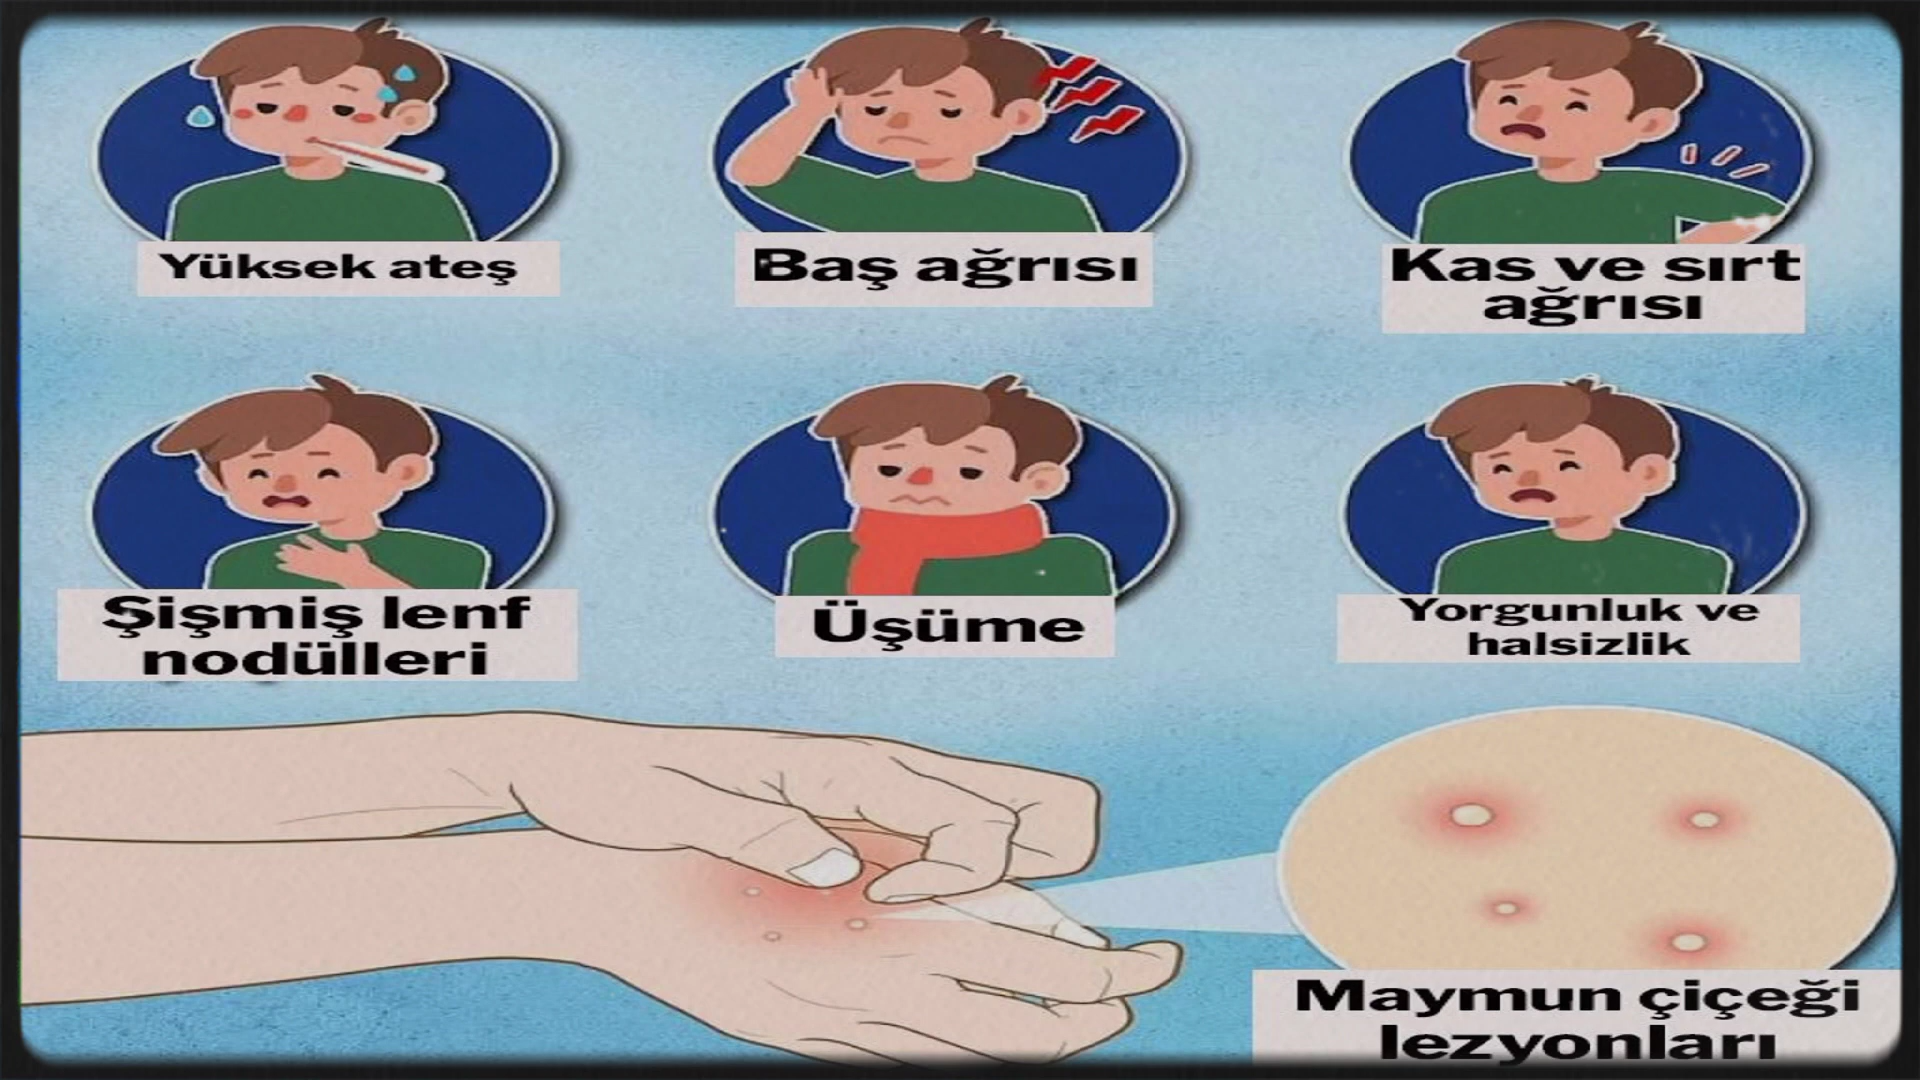 Yüksek ateş
Baş ağrısı
Kas ve sırt
ağrısı
Şişmiş lenf
nodülleri
Üşüme
Yorgunluk ve
halsizlik
Maymun çiçeği
lezyonları